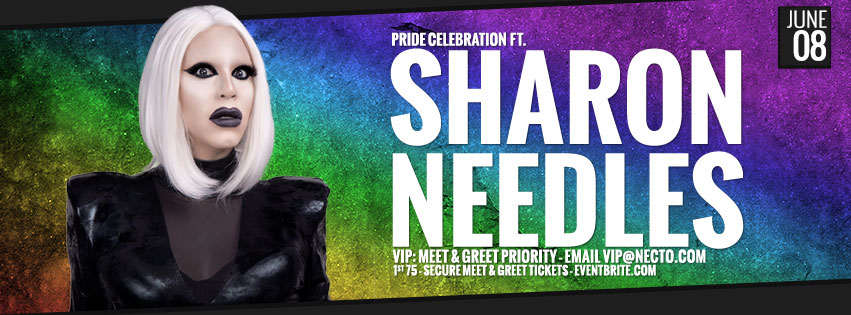 JUNE
08
PRIDE CELEBRATION FT.
SHARON
NEEDLES
VIP: MEET & GREET PRIORITY - EMAIL VIP@NECTO.COM
1ST 75 - SECURE MEET & GREET TICKETS - EVENTBRITE.COM